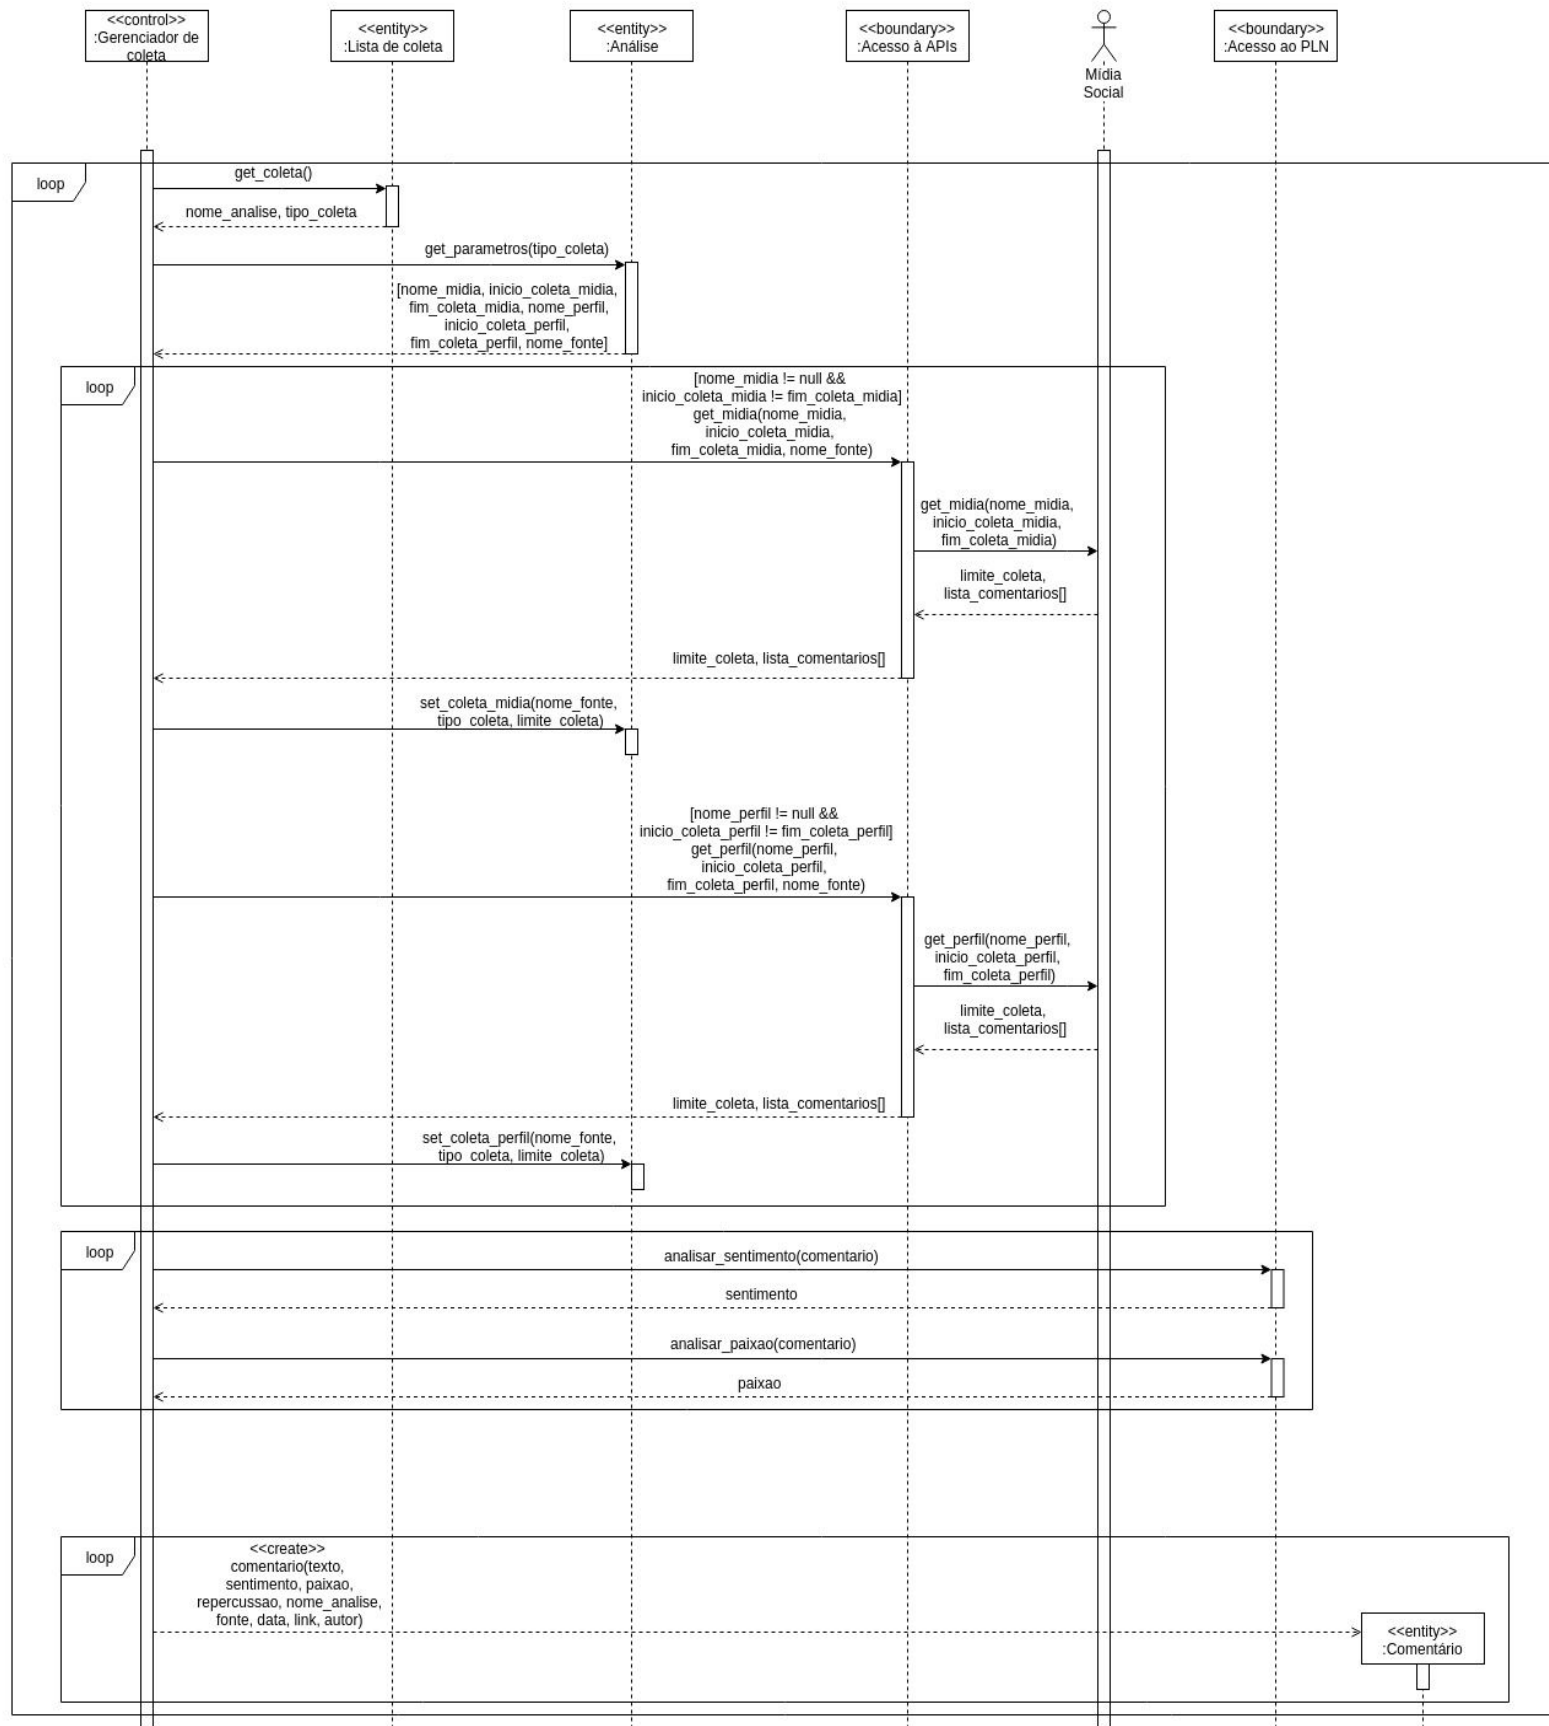 <<control>>
:Gerenciador de
coleta
<<entity>>
:Lista de coleta
<<entity>>
:Análise
<<boundary>>
:Acesso à APIs
Mídia
Social
<<boundary>>
:Acesso ao PLN
loop
get_coleta()
nome_analise, tipo_coleta
get_parametros(tipo_coleta)
[nome_midia, inicio_coleta_midia,
fim_coleta_midia, nome_perfil,
inicio_coleta_perfil,
fim_coleta_perfil, nome_fonte]
loop
[nome_midia != null &&
inicio_coleta_midia != fim_coleta_midia]
get_midia(nome_midia,
inicio_coleta_midia,
fim_coleta_midia, nome_fonte)
get_midia(nome_midia,
inicio_coleta_midia,
fim_coleta_midia)
limite_coleta,
lista_comentarios[]
limite_coleta, lista_comentarios[]
set_coleta_midia(nome_fonte,
tipo_coleta, limite_coleta)
[nome_perfil != null &&
inicio_coleta_perfil != fim_coleta_perfil]
get_perfil(nome_perfil,
inicio_coleta_perfil,
fim_coleta_perfil, nome_fonte)
get_perfil(nome_perfil,
inicio_coleta_perfil,
fim_coleta_perfil)
limite_coleta,
lista_comentarios[]
limite_coleta, lista_comentarios[]
set_coleta_perfil(nome_fonte,
tipo_coleta, limite_coleta)
loop
analisar_sentimento(comentario)
sentimento
analisar_paixao(comentario)
paixao
loop
<<create>>
comentario(texto,
sentimento, paixao,
repercussao, nome_analise,
fonte, data, link, autor)
<<entity>>
:Comentário